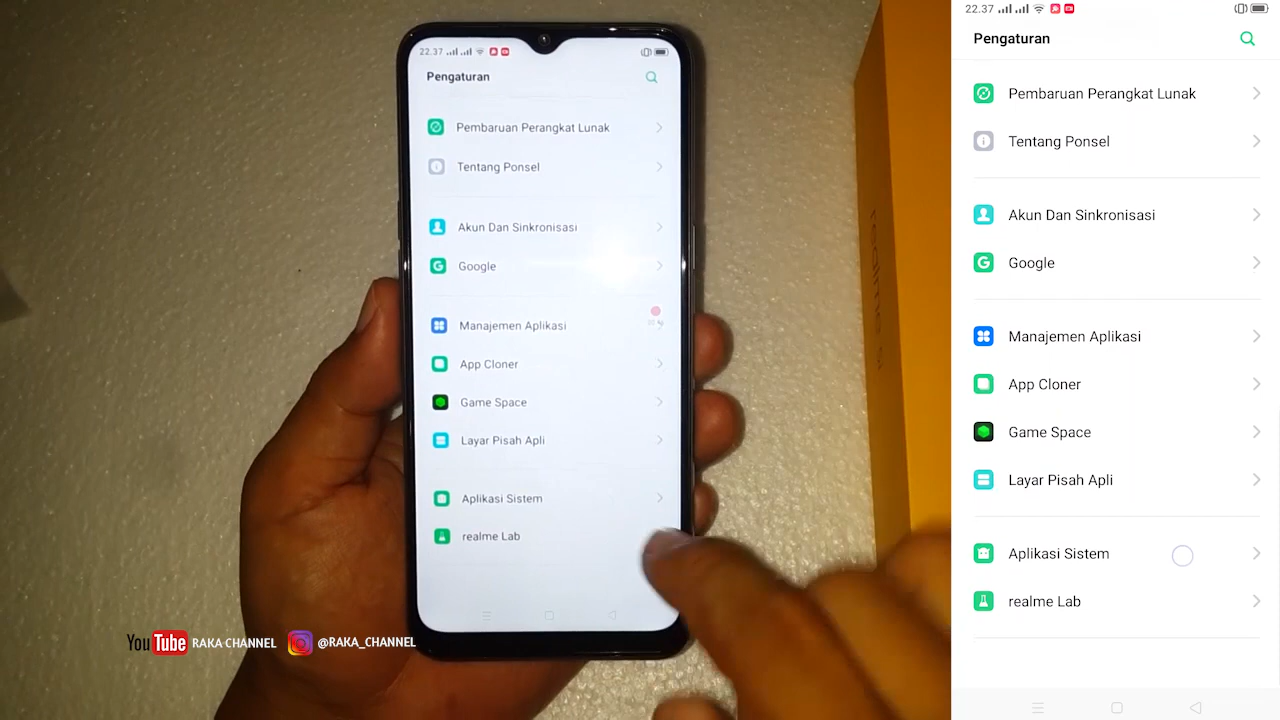 22.37
Pengaturan
Pembaruan Perangkat Lunak
Tentang Ponsel
Akun Dan Sinkronisasi
Google
Manajemen Aplikasi
App Cloner
Game Space
Layar Pisah Apli
Aplikasi Sistem
realme Lab
YouTube RAKA CHANNEL @RAKA_CHANNEL
22.37
Pengaturan
Pembaruan Perangkat Lunak
Tentang Ponsel
Akun Dan Sinkronisasi
Google
Manajemen Aplikasi
App Cloner
Game Space
Layar Pisah Apli
Aplikasi Sistem
realme Lab